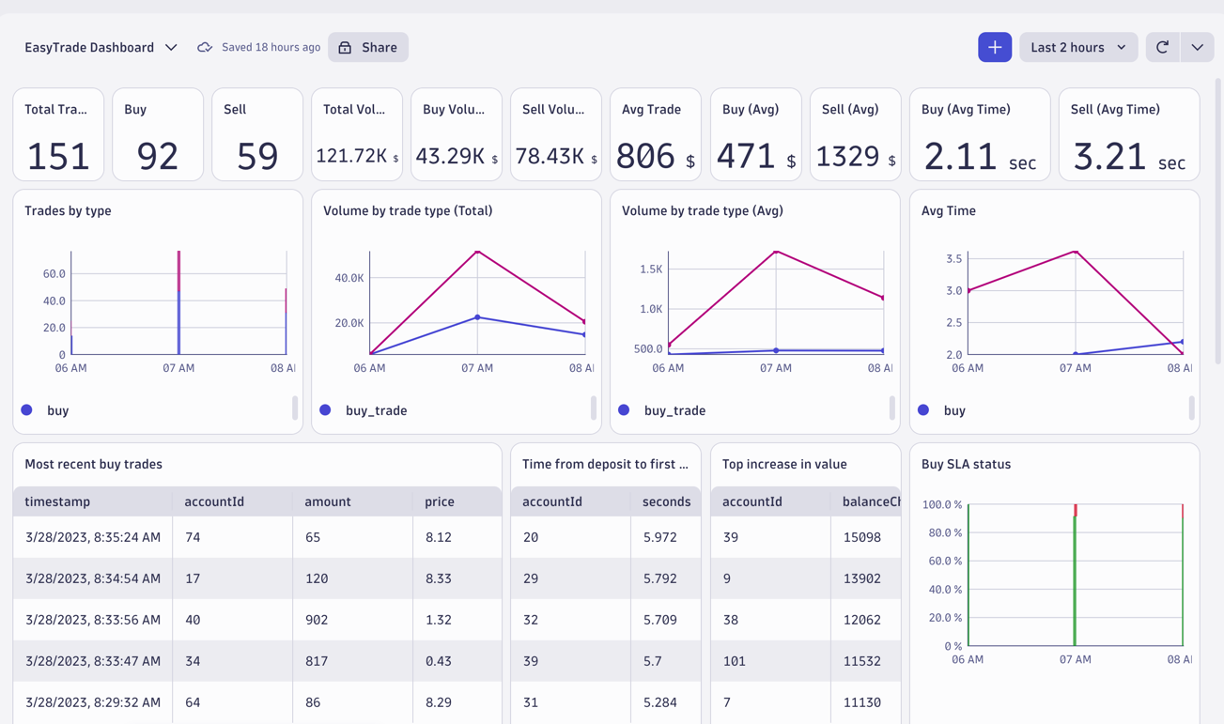 EasyTrade Dashboard Saved 18 hours ago Share Last 2 hours
Total Tra... Buy Sell Total Vol... Buy Volu... Sell Volu... Avg Trade Buy (Avg) Sell (Avg) Buy (Avg Time) Sell (Avg Time)
151 92 59 121.72K $ 43.29K $ 78.43K $ 806 $ 471 $ 1329 $ 2.11 sec 3.21 sec
Trades by type
60.0
40.0
20.0
0
06 AM 07 AM 08 AM
buy
Volume by trade type (Total)
40.0K
20.0K
06 AM 07 AM 08 AM
buy_trade
Volume by trade type (Avg)
1.5K
1.0K
500.0
06 AM 07 AM 08 AM
buy_trade
Avg Time
3.5
3.0
2.5
2.0
06 AM 07 AM 08 AM
buy
Most recent buy trades
timestamp accountId amount price
3/28/2023, 8:35:24 AM 74 65 8.12
3/28/2023, 8:34:54 AM 17 120 8.33
3/28/2023, 8:33:56 AM 40 902 1.32
3/28/2023, 8:33:47 AM 34 817 0.43
3/28/2023, 8:29:32 AM 64 86 8.29
Time from deposit to first ...
accountId seconds
20 5.972
29 5.792
32 5.709
39 5.7
31 5.284
Top increase in value
accountId balanceCh
39 15098
9 13902
38 12062
101 11532
7 11130
Buy SLA status
100.0 %
80.0 %
60.0 %
40.0 %
20.0 %
0 %
06 AM 07 AM 08 AM